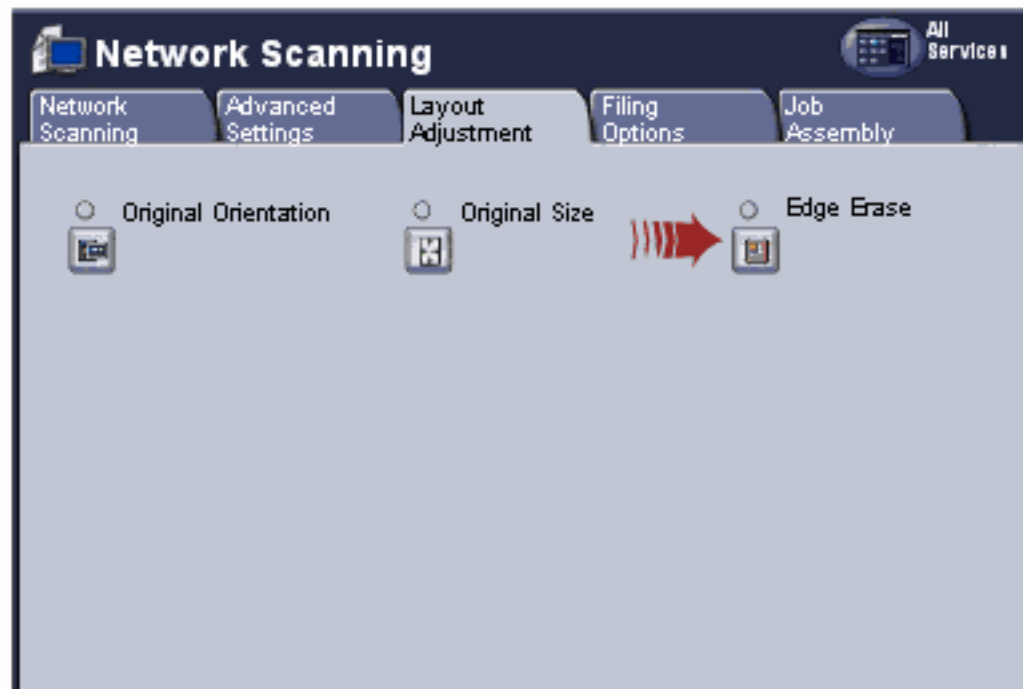 Network Scanning
All
Services
Network
Scanning
Advanced
Settings
Layout
Adjustment
Filing
Options
Job
Assembly
Original Orientation
Original Size
Edge Erase